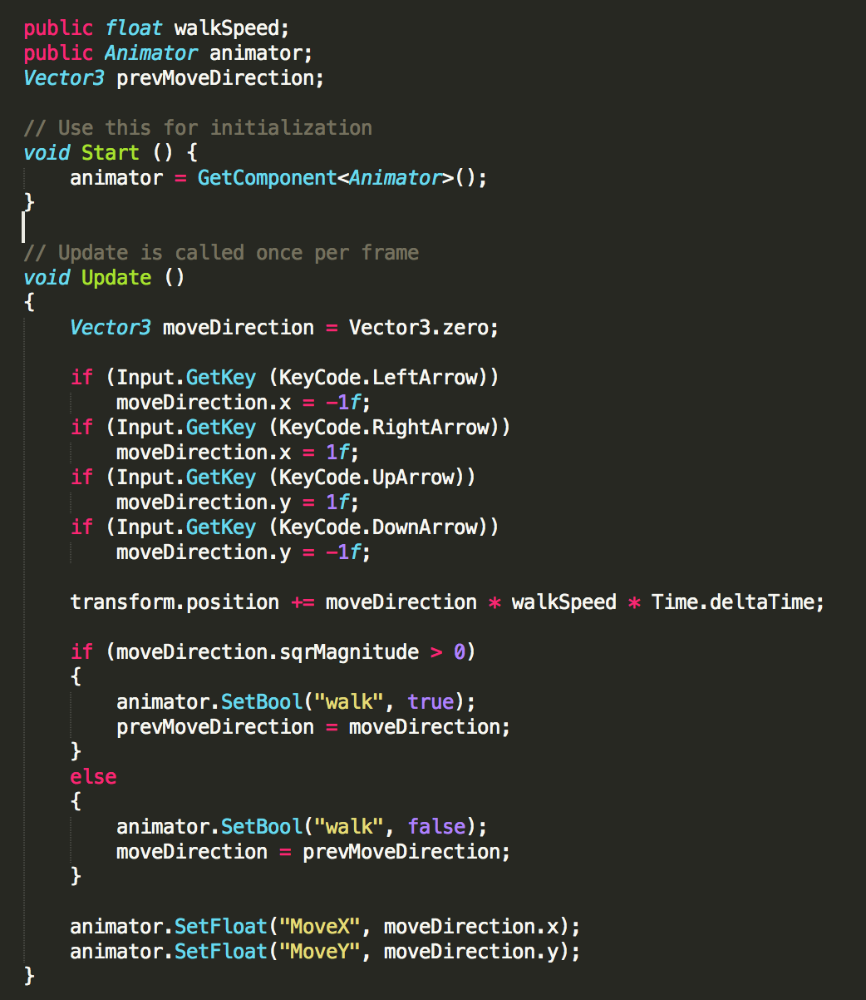 public float walkSpeed;
public Animator animator;
Vector3 prevMoveDirection;

// Use this for initialization
void Start () {
    animator = GetComponent<Animator>();
}

// Update is called once per frame
void Update ()
{
    Vector3 moveDirection = Vector3.zero;

    if (Input.GetKey (KeyCode.LeftArrow))
        moveDirection.x = -1f;
    if (Input.GetKey (KeyCode.RightArrow))
        moveDirection.x = 1f;
    if (Input.GetKey (KeyCode.UpArrow))
        moveDirection.y = 1f;
    if (Input.GetKey (KeyCode.DownArrow))
        moveDirection.y = -1f;

    transform.position += moveDirection * walkSpeed * Time.deltaTime;

    if (moveDirection.sqrMagnitude > 0)
    {
        animator.SetBool("walk", true);
        prevMoveDirection = moveDirection;
    }
    else
    {
        animator.SetBool("walk", false);
        moveDirection = prevMoveDirection;
    }

    animator.SetFloat("MoveX", moveDirection.x);
    animator.SetFloat("MoveY", moveDirection.y);
}